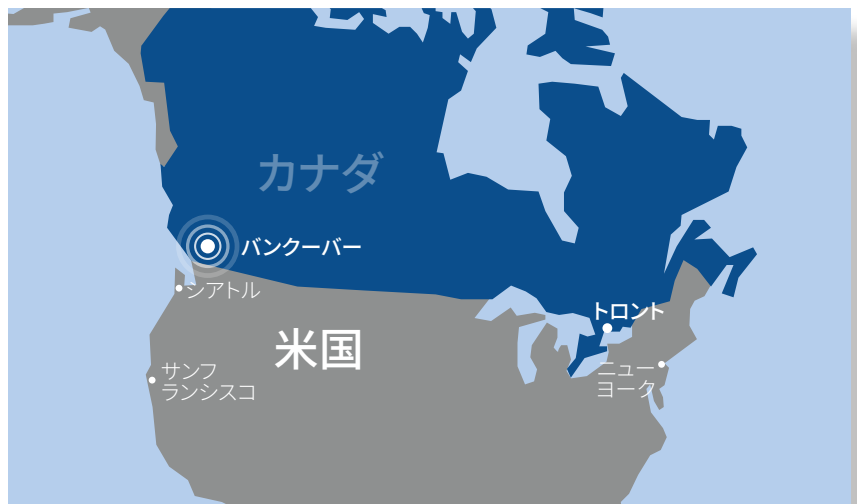 カナダ
バンクーバー
シアトル
トロント
米国
サンフ
ランシスコ
ニュー
ヨーク